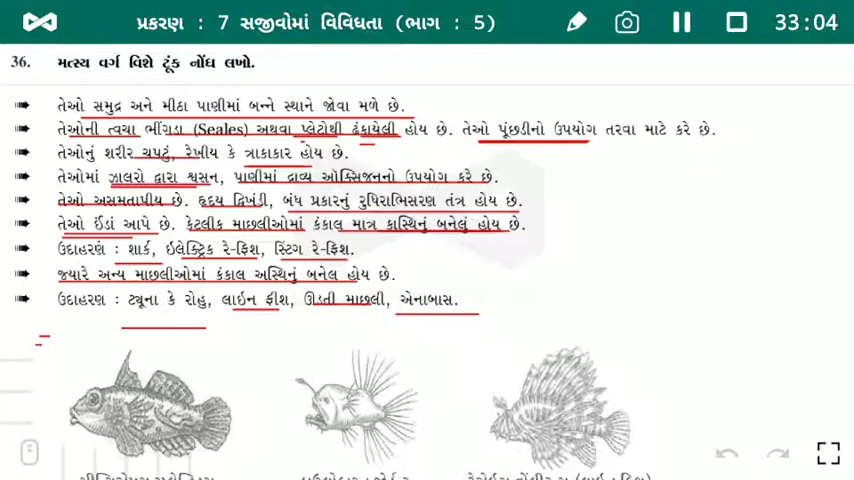 પ્રકરણ : 7 સજીવોમાં વિવિધતા (ભાગ : 5)
33:04
36. મત્સ્ય વર્ગ વિશે ટૂંક નોંધ લખો.
તેઓ સમુદ્ર અને મીઠા પાણીમાં બન્ને સ્થાને જોવા મળે છે.
તેઓની ત્વચા ભીંગડા (Seales) અથવા પ્લેટોથી ઢંકાયેલી હોય છે. તેઓ પૂંછડીનો ઉપયોગ તરવા માટે કરે છે.
તેઓનું શરીર ચપટું, રેખીય કે ત્રાકાકાર હોય છે.
તેઓમાં ઝાલરો દ્વારા શ્વસન, પાણીમાં દ્રાવ્ય ઑક્સિજનનો ઉપયોગ કરે છે.
તેઓ અસમતાપીય છે. હૃદય દ્વિખંડી, બંધ પ્રકારનું રુધિરાભિસરણ તંત્ર હોય છે.
તેઓ ઈંડાં આપે છે. કેટલીક માછલીઓમાં કંકાલ માત્ર કાસ્થિનું બનેલું હોય છે.
ઉદાહરણ : શાર્ક, ઇલેક્ટ્રિક રે-ફિશ, સ્ટિંગ રે-ફિશ.
જયારે અન્ય માછલીઓમાં કંકાલ અસ્થિનું બનેલ હોય છે.
ઉદાહરણ : ટ્યૂના કે રોહુ, લાઇન ફીશ, ઊડતી માછલી, એનાબાસ.